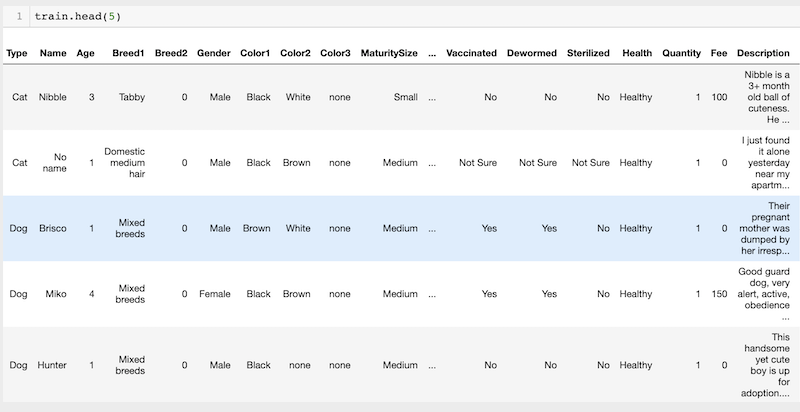 1 train.head(5)
Type Name Age Breed1 Breed2 Gender Color1 Color2 Color3 MaturitySize ... Vaccinated Dewormed Sterilized Health Quantity Fee Description
Cat Nibble 3 Tabby 0 Male Black White none Small ... No No No Healthy 1 100 Nibble is a
3+ month
old ball of
cuteness.
He ...
Cat No
name 1 Domestic
medium
hair 0 Male Black Brown none Medium ... Not Sure Not Sure Not Sure Healthy 1 0 I just found
it alone
yesterday
near my
apartm...
Dog Brisco 1 Mixed
breeds 0 Male Brown White none Medium ... Yes Yes No Healthy 1 0 Their
pregnant
mother was
dumped by
her irresp...
Dog Miko 4 Mixed
breeds 0 Female Black Brown none Medium ... Yes Yes No Healthy 1 150 Good guard
dog, very
alert, active,
obedience
...
Dog Hunter 1 Mixed
breeds 0 Male Black none none Medium ... No No No Healthy 1 0 This
handsome
yet cute
boy is up
for
adoption....